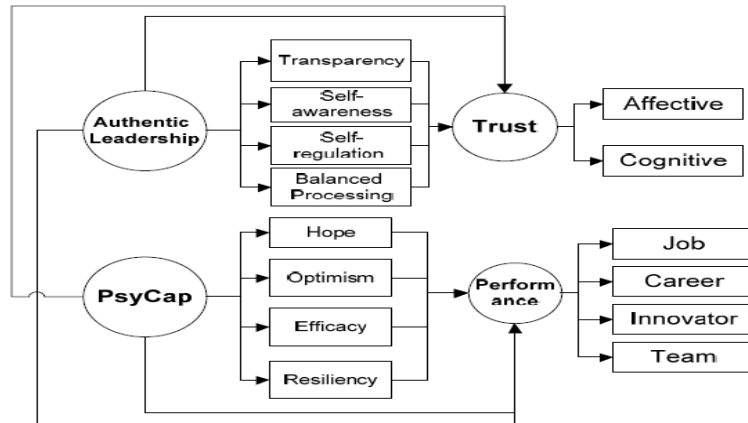 Transparency
Self-
awareness
Self-
regulation
Balanced
Processing
Authentic
Leadership
Trust
Affective
Cognitive
Hope
Optimism
Efficacy
Resiliency
PsyCap
Perform
ance
Job
Career
Innovator
Team